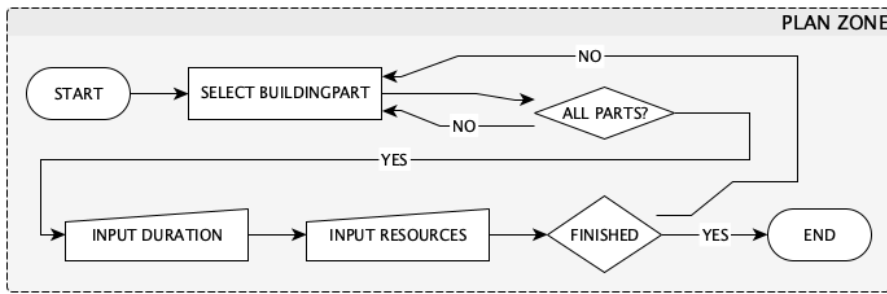 PLAN ZONE
NO
START
SELECT BUILDINGPART
ALL PARTS?
NO
YES
INPUT DURATION
INPUT RESOURCES
FINISHED
YES
END